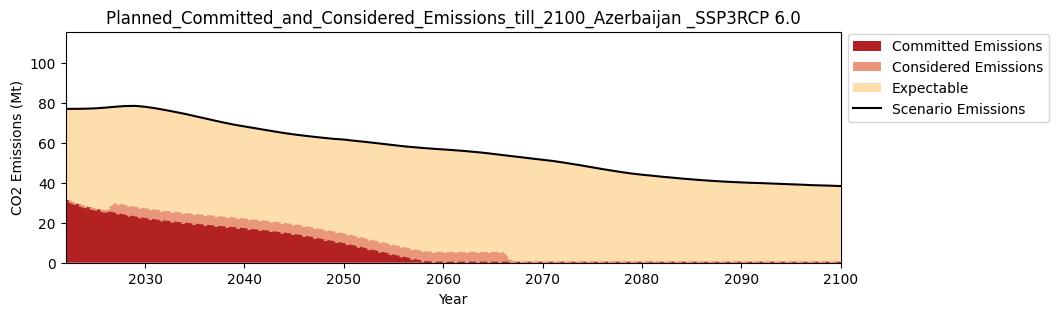 Planned_Committed_and_Considered_Emissions_till_2100_Azerbaijan _SSP3RCP 6.0
CO2 Emissions (Mt)
100
80
60
40
20
0
2030 2040 2050 2060 2070 2080 2090 2100
Year
Committed Emissions
Considered Emissions
Expectable
Scenario Emissions